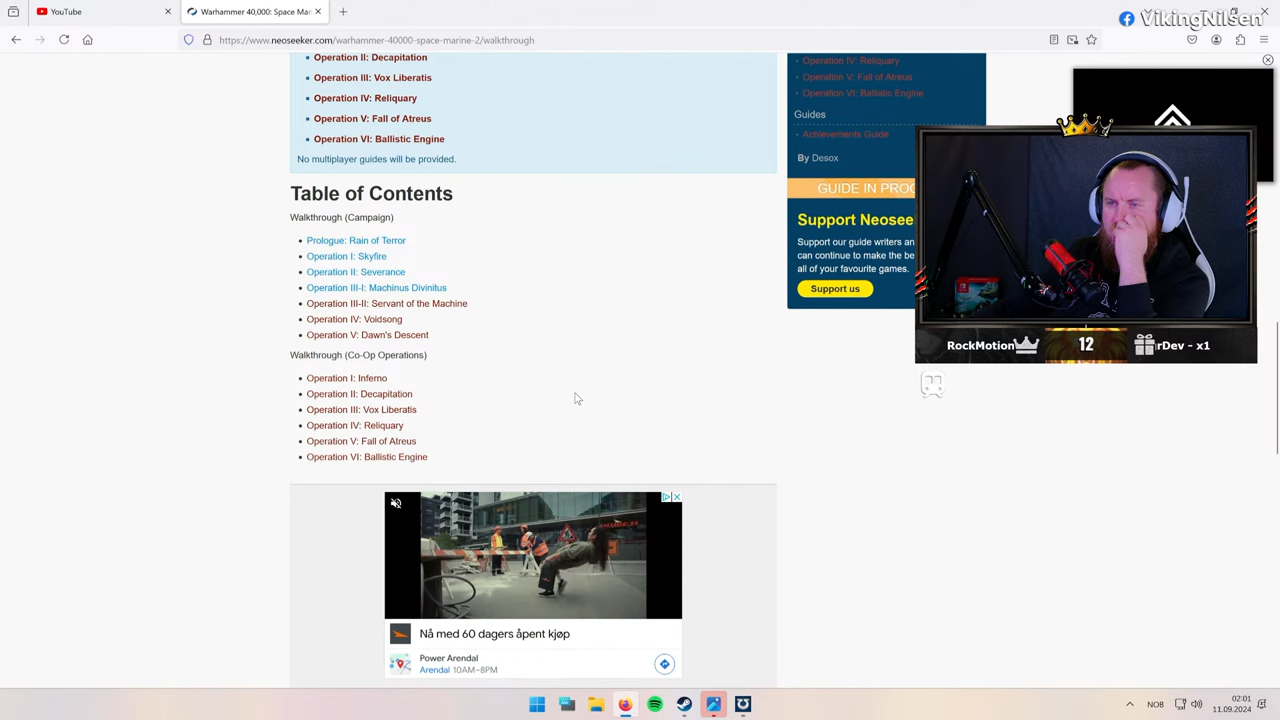 YouTube
Warhammer 40,000: Space Mar
VikingNilsen
https://www.neoseeker.com/warhammer-40000-space-marine-2/walkthrough
Operation II: Decapitation
Operation III: Vox Liberatis
Operation IV: Reliquary
Operation V: Fall of Atreus
Operation VI: Ballistic Engine
No multiplayer guides will be provided.
Table of Contents
Walkthrough (Campaign)
Prologue: Rain of Terror
Operation I: Skyfire
Operation II: Severance
Operation III-I: Machinus Divinitus
Operation III-II: Servant of the Machine
Operation IV: Voidsong
Operation V: Dawn's Descent
Walkthrough (Co-Op Operations)
Operation I: Inferno
Operation II: Decapitation
Operation III: Vox Liberatis
Operation IV: Reliquary
Operation V: Fall of Atreus
Operation VI: Ballistic Engine
Nå med 60 dagers åpent kjøp
Power Arendal
Arendal 10AM–8PM
Operation IV: Reliquary
Operation V: Fall of Atreus
Operation VI: Ballistic Engine
Guides
Achievements Guide
By Desox
GUIDE IN PROG
Support Neosee
Support our guide writers an
can continue to make the be
all of your favourite games.
Support us
RockMotion
12
rDev - x1
NOB
02:01
11.09.2024